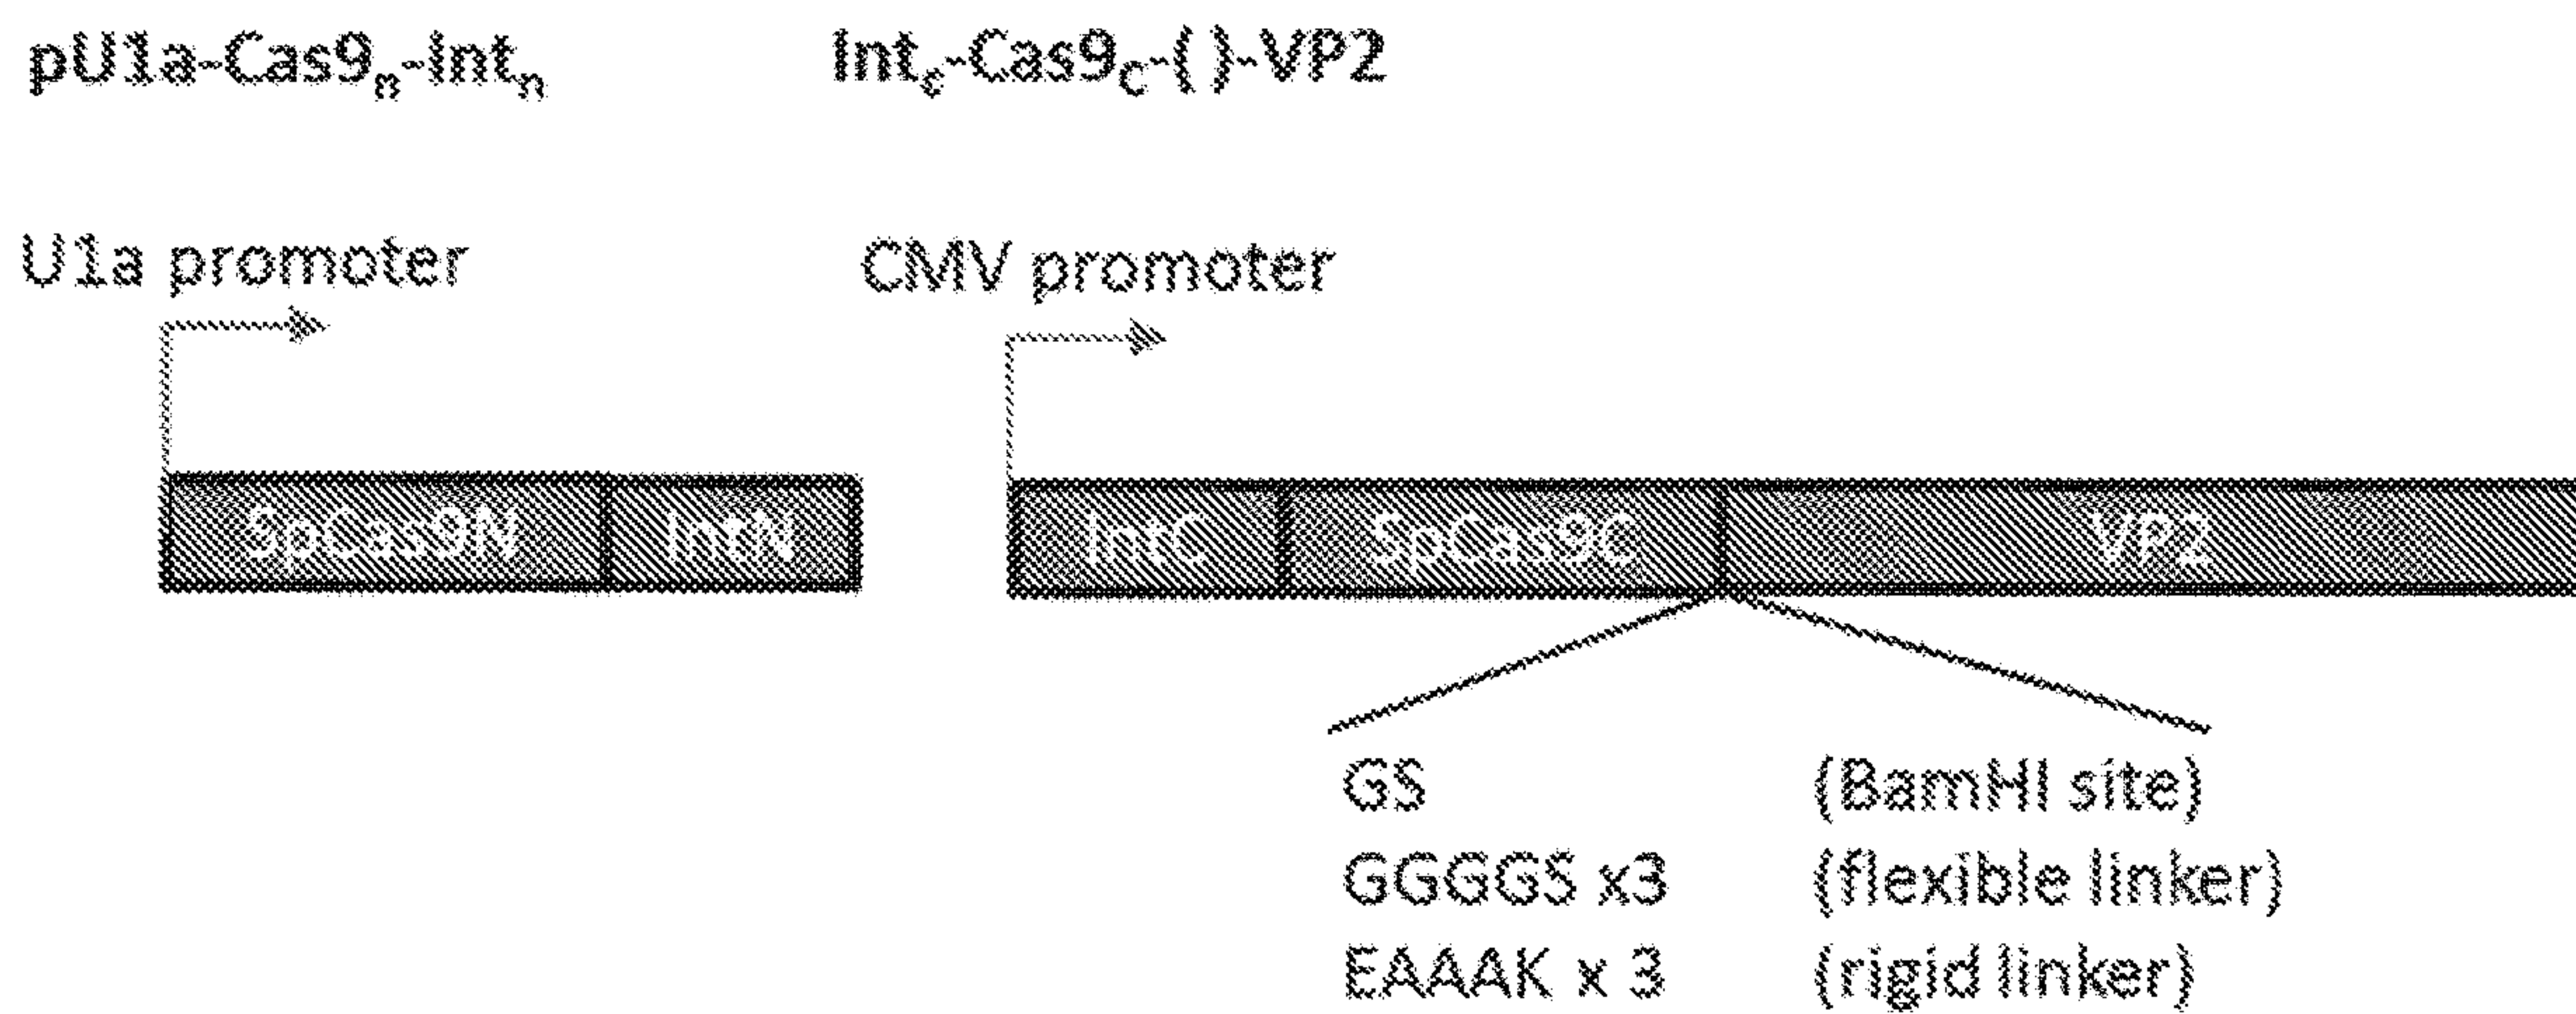 pU1a-Cas9n-Intn
Intc-Cas9C-( )-VP2
U1a promoter
CMV promoter
SpCas9N
IntN
IntC
SpCas9C
VP2
GS (BamHI site)
GGGGS x3 (flexible linker)
EAAAK x 3 (rigid linker)